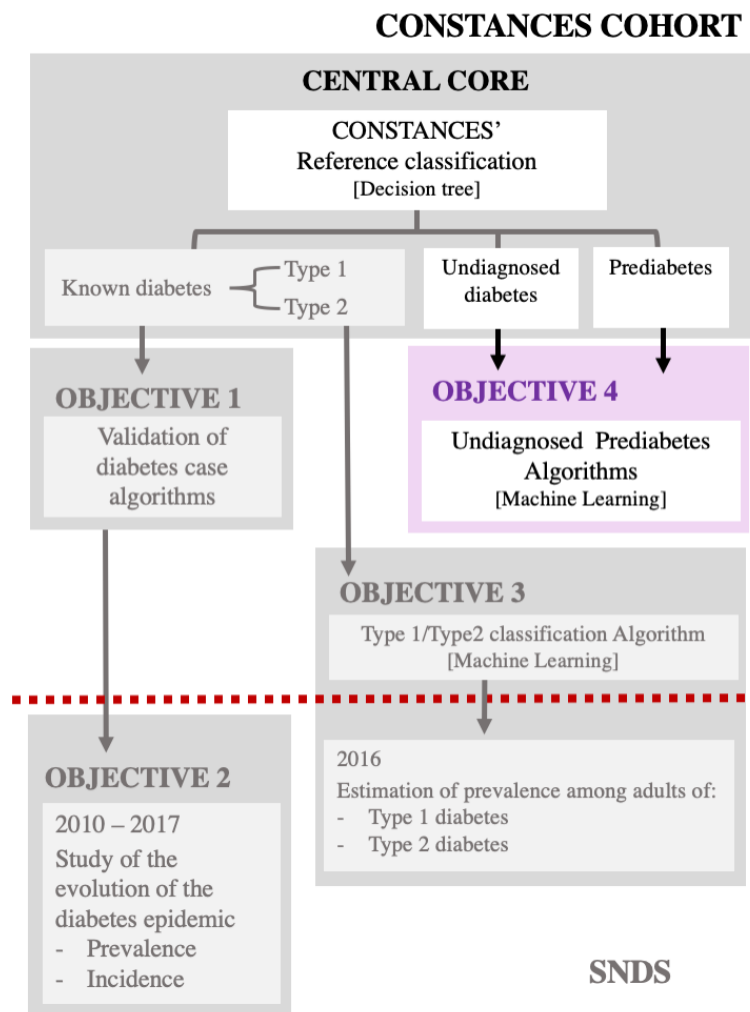 CONSTANCES COHORT
CENTRAL CORE
CONSTANCES’
Reference classification
[Decision tree]
Known diabetes
Type 1
Type 2
Undiagnosed
diabetes
Prediabetes
OBJECTIVE 1
Validation of
diabetes case
algorithms
OBJECTIVE 4
Undiagnosed Prediabetes
Algorithms
[Machine Learning]
OBJECTIVE 3
Type 1/Type2 classification Algorithm
[Machine Learning]
OBJECTIVE 2
2010 – 2017
Study of the
evolution of the
diabetes epidemic
- Prevalence
- Incidence
2016
Estimation of prevalence among adults of:
- Type 1 diabetes
- Type 2 diabetes
SNDS